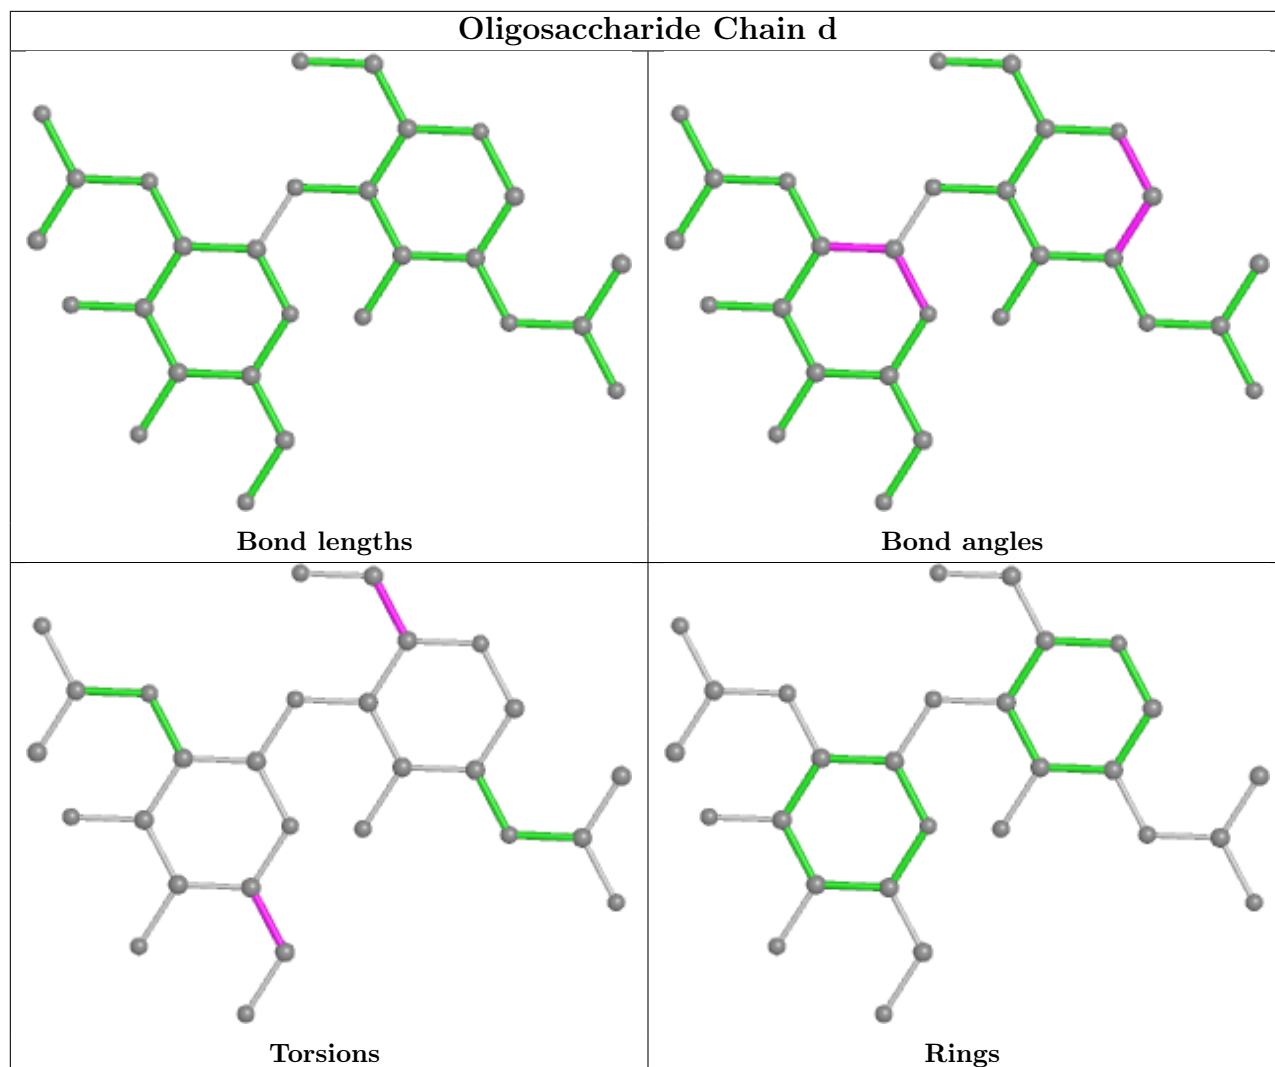 Oligosaccharide Chain d
Bond lengths
Bond angles
Torsions
Rings